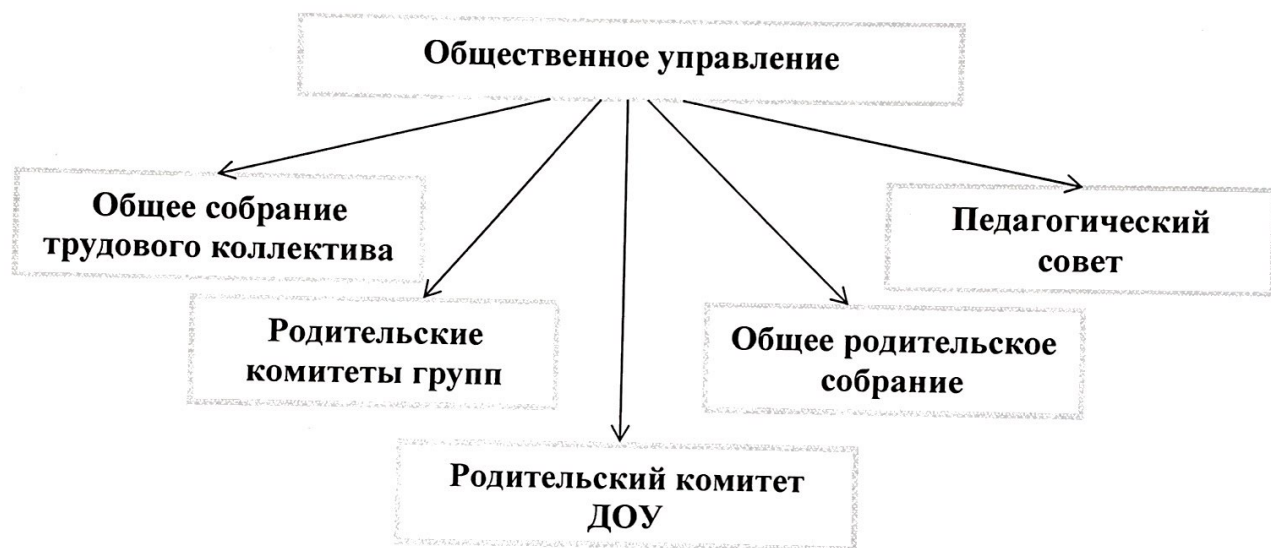 Общественное управление
Общее собрание
трудового коллектива
Педагогический
совет
Родительские
комитеты групп
Общее родительское
собрание
Родительский комитет
ДОУ